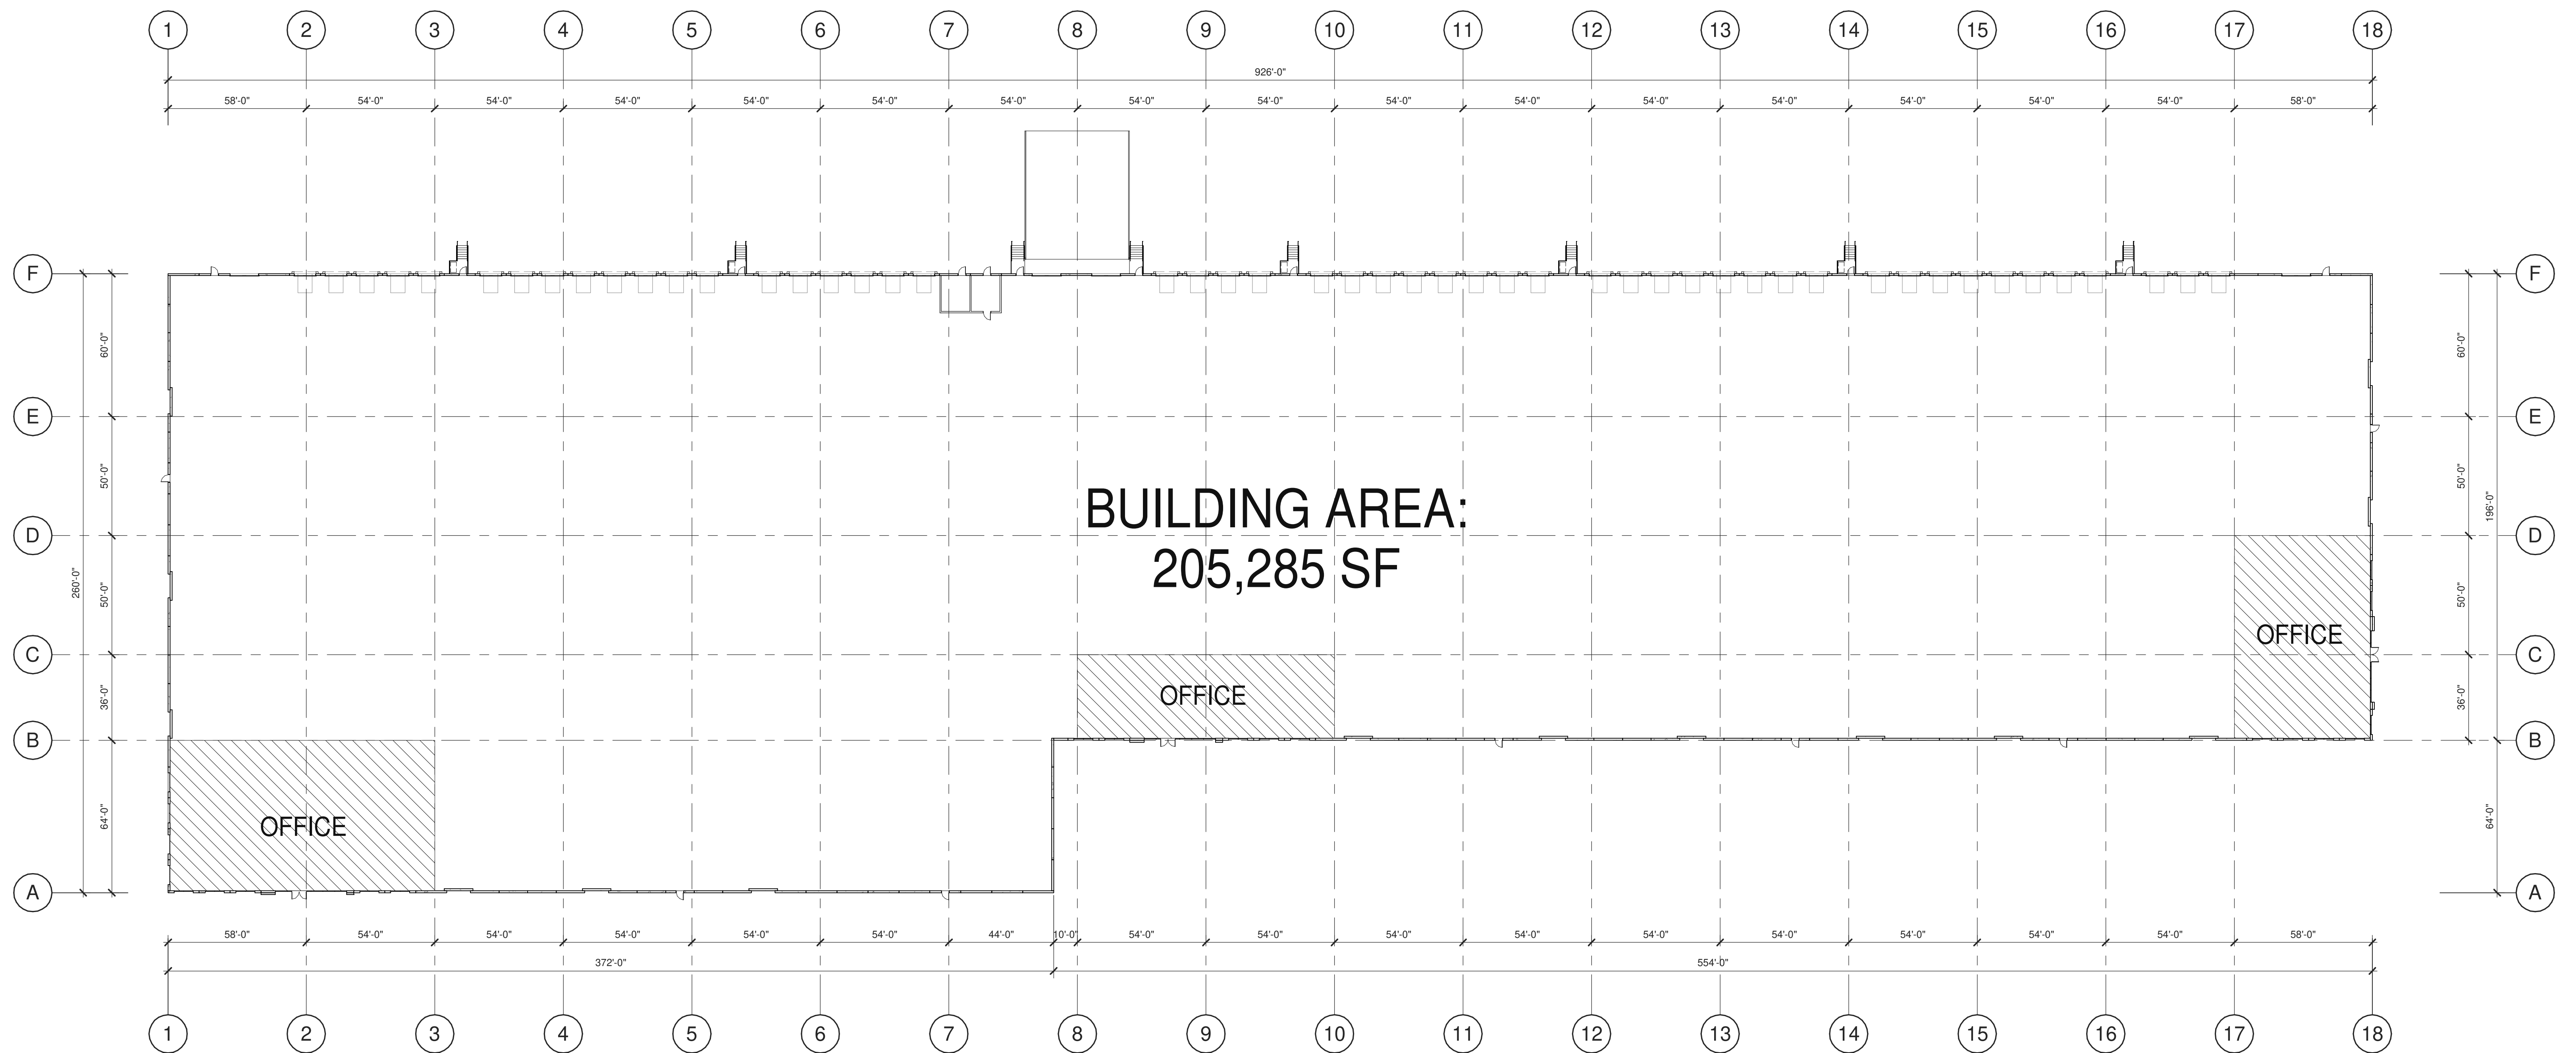 1 2 3 4 5 6 7 8 9 10 11 12 13 14 15 16 17 18
926'-0"
58'-0" 54'-0" 54'-0" 54'-0" 54'-0" 54'-0" 54'-0" 54'-0" 54'-0" 54'-0" 54'-0" 54'-0" 54'-0" 54'-0" 54'-0" 54'-0" 58'-0"
F F
60'-0" 60'-0"
E E
50'-0" 50'-0"
196'-0"
BUILDING AREA:
D D
205,285 SF
260'-0" 50'-0" 50'-0"
OFFICE
C C
36'-0" OFFICE 36'-0"
B B
64'-0" OFFICE 64'-0"
A A
58'-0" 54'-0" 54'-0" 54'-0" 54'-0" 54'-0" 44'-0" 10'-0" 54'-0" 54'-0" 54'-0" 54'-0" 54'-0" 54'-0" 54'-0" 54'-0" 54'-0" 58'-0"
372'-0" 554'-0"
1 2 3 4 5 6 7 8 9 10 11 12 13 14 15 16 17 18